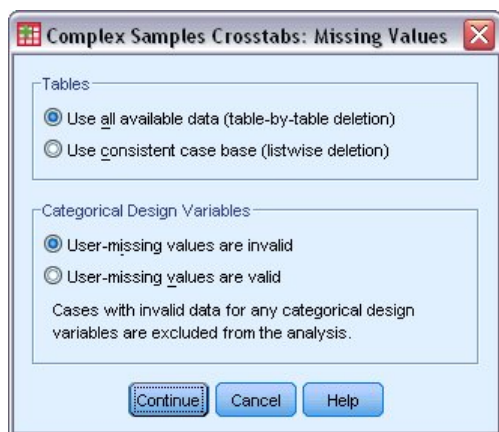 Complex Samples Crosstabs: Missing Values
Tables
Use all available data (table-by-table deletion)
Use consistent case base (listwise deletion)
Categorical Design Variables
User-missing values are invalid
User-missing values are valid
Cases with invalid data for any categorical design
variables are excluded from the analysis.
Continue Cancel Help